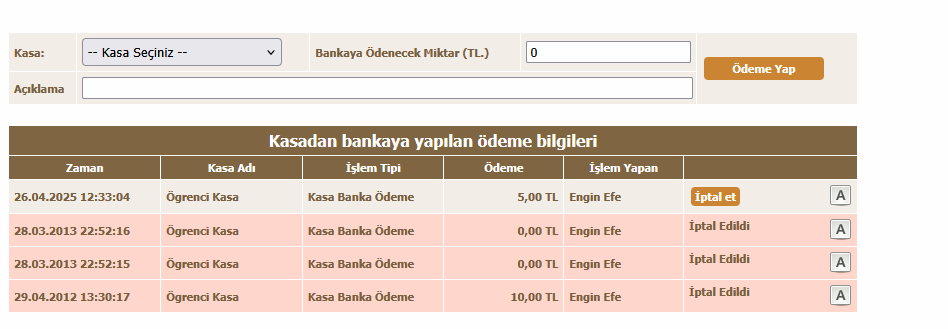 Kasa: -- Kasa Seçiniz -- Bankaya Ödenecek Miktar (TL.) 0
Ödeme Yap
Açıklama
Kasadan bankaya yapılan ödeme bilgileri
Zaman Kasa Adı İşlem Tipi Ödeme İşlem Yapan
26.04.2025 12:33:04 Ögrenci Kasa Kasa Banka Ödeme 5,00 TL Engin Efe İptal et A
28.03.2013 22:52:16 Ögrenci Kasa Kasa Banka Ödeme 0,00 TL Engin Efe İptal Edildi A
28.03.2013 22:52:15 Ögrenci Kasa Kasa Banka Ödeme 0,00 TL Engin Efe İptal Edildi A
29.04.2012 13:30:17 Ögrenci Kasa Kasa Banka Ödeme 10,00 TL Engin Efe İptal Edildi A